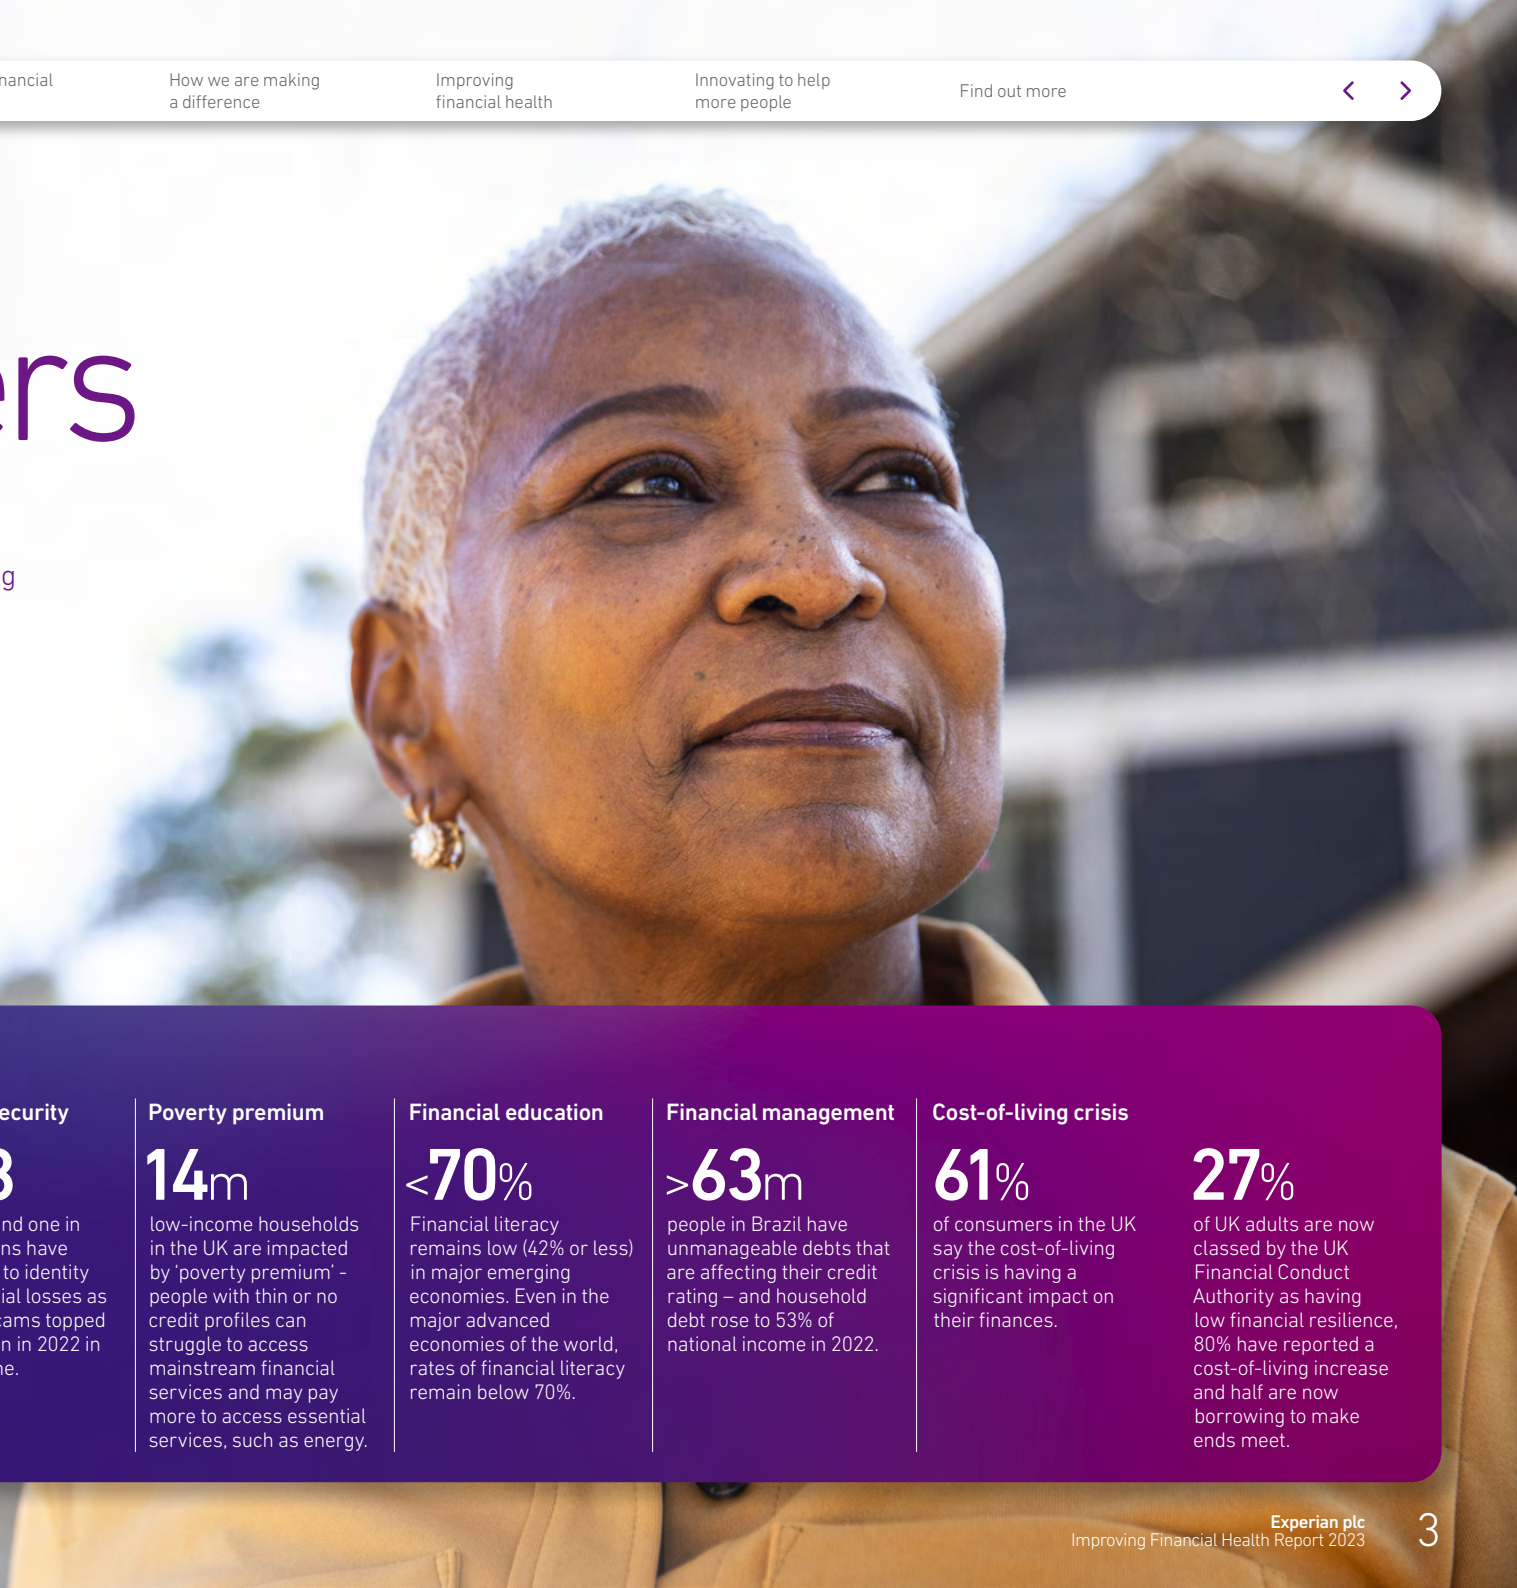 How we are making
a difference
Improving
financial health
Innovating to help
more people
Find out more
ers
g
Poverty premium
14m
low-income households
in the UK are impacted
by ‘poverty premium’ -
people with thin or no
credit profiles can
struggle to access
mainstream financial
services and may pay
more to access essential
services, such as energy.
Financial education
<70%
Financial literacy
remains low (42% or less)
in major emerging
economies. Even in the
major advanced
economies of the world,
rates of financial literacy
remain below 70%.
Financial management
>63m
people in Brazil have
unmanageable debts that
are affecting their credit
rating – and household
debt rose to 53% of
national income in 2022.
Cost-of-living crisis
61%
of consumers in the UK
say the cost-of-living
crisis is having a
significant impact on
their finances.
27%
of UK adults are now
classed by the UK
Financial Conduct
Authority as having
low financial resilience,
80% have reported a
cost-of-living increase
and half are now
borrowing to make
ends meet.
one in
have
to identity
losses as
topped
in 2022 in
Experian plc
Improving Financial Health Report 2023
3